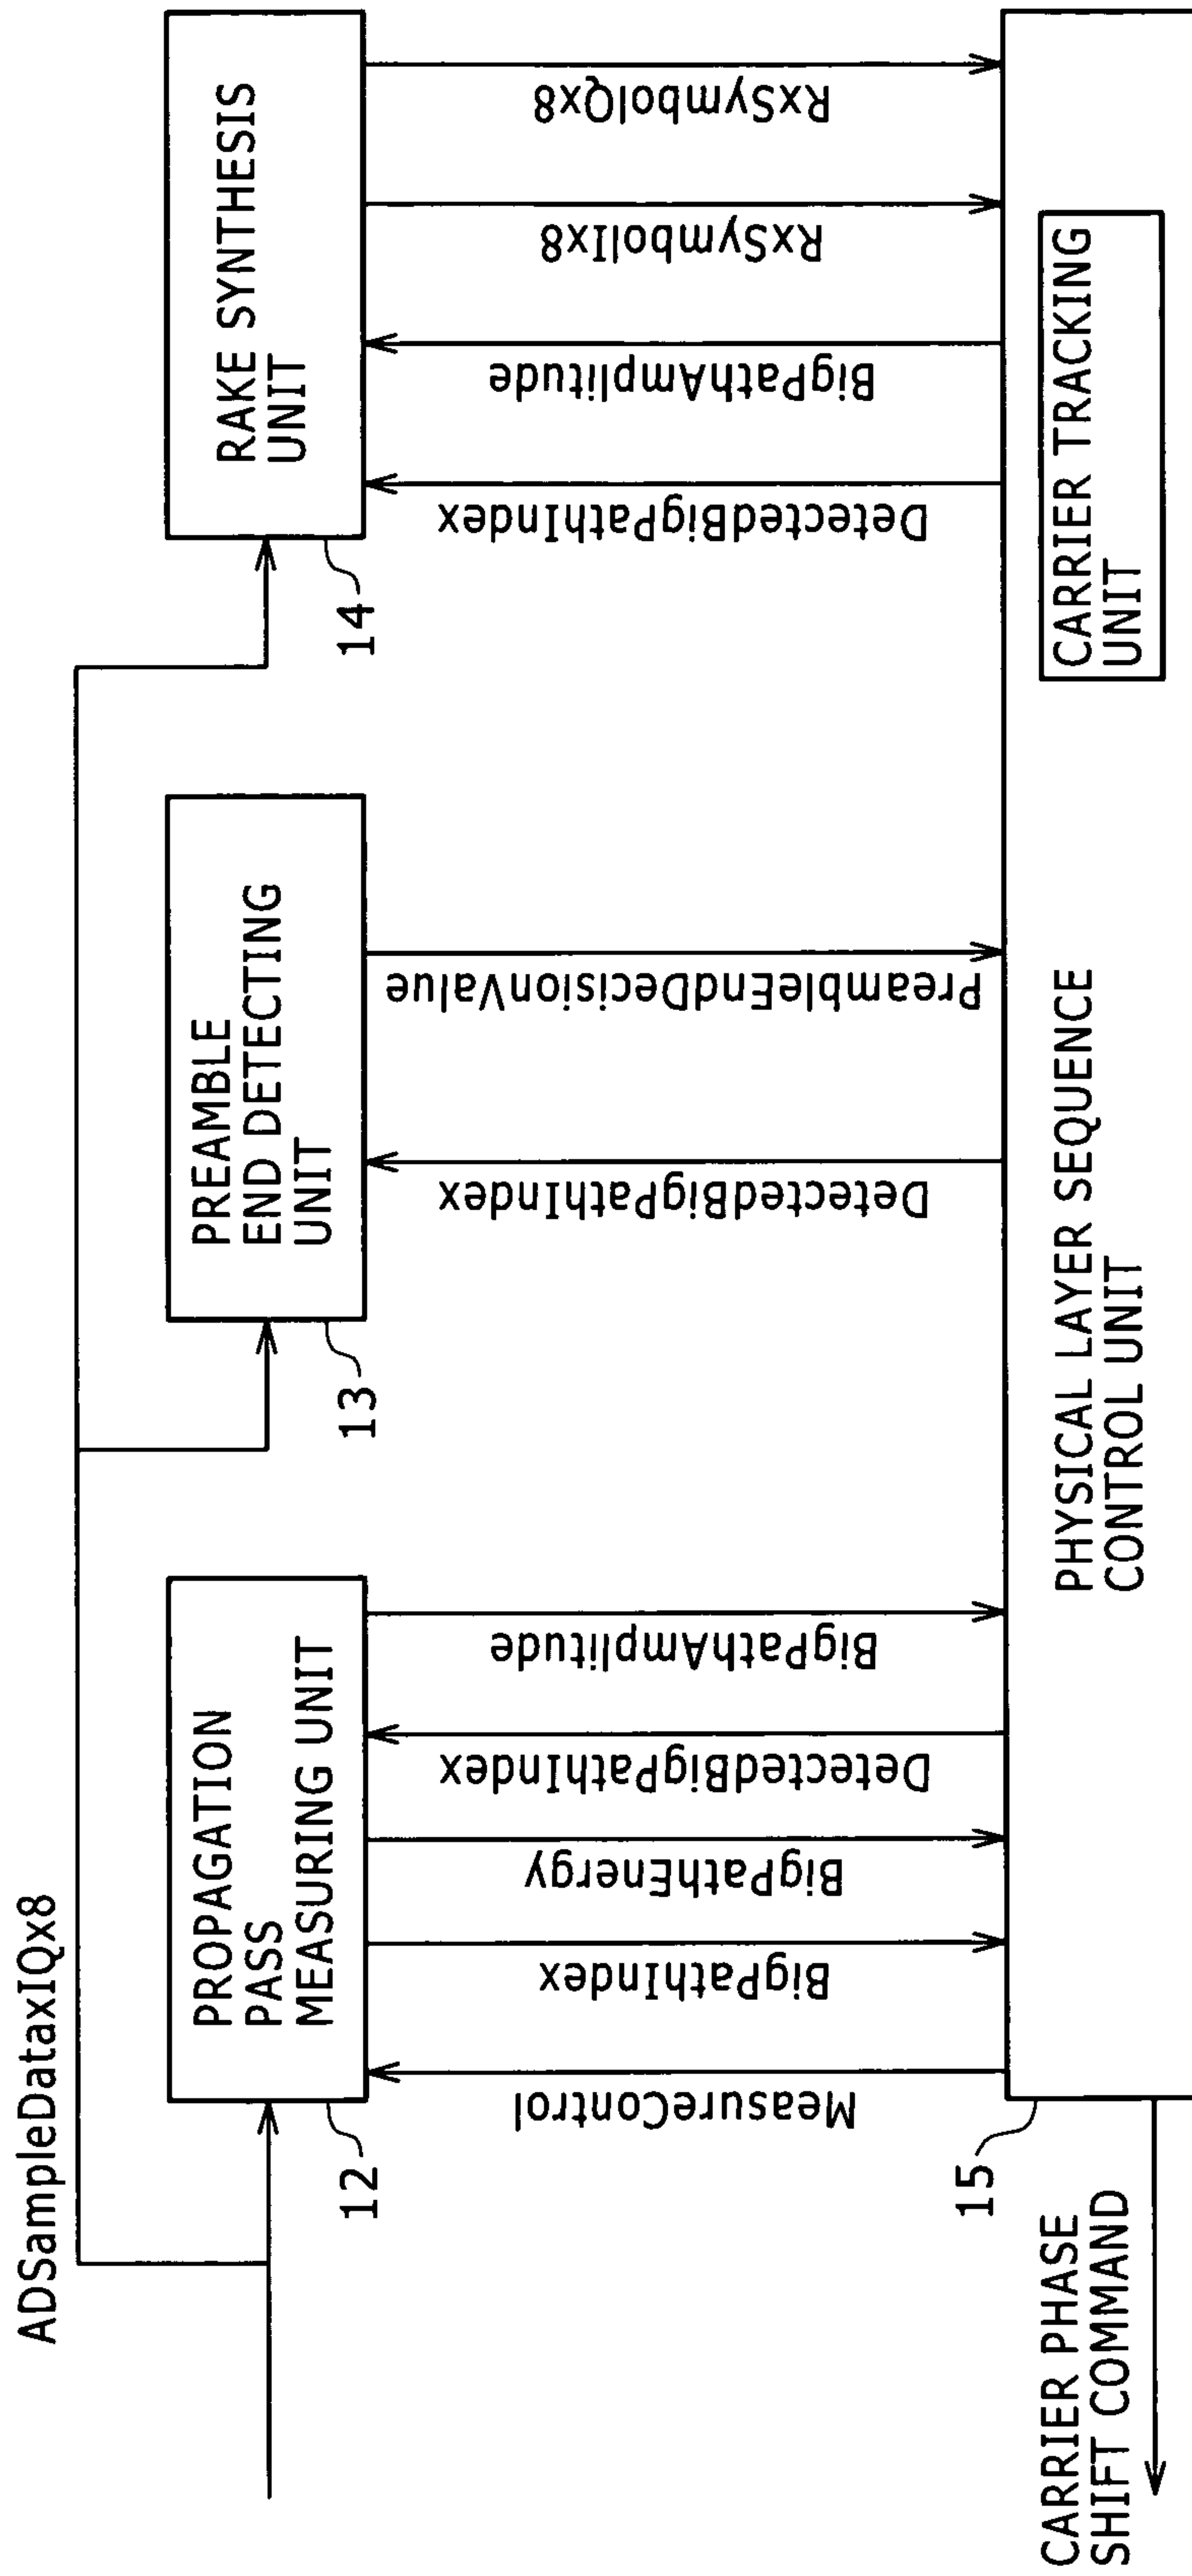 ADSampleDataxIQx8
PROPAGATION
PASS
MEASURING UNIT
12
PREAMBLE
END DETECTING
UNIT
13
RAKE SYNTHESIS
UNIT
14
MeasureControl
BigPathIndex
BigPathEnergy
DetectedBigPathIndex
BigPathAmplitude
DetectedBigPathIndex
PreambleEndDecisionValue
DetectedBigPathIndex
BigPathAmplitude
RxSymbolIx8
RxSymbolQx8
15
CARRIER PHASE
SHIFT COMMAND
PHYSICAL LAYER SEQUENCE
CONTROL UNIT
CARRIER TRACKING
UNIT